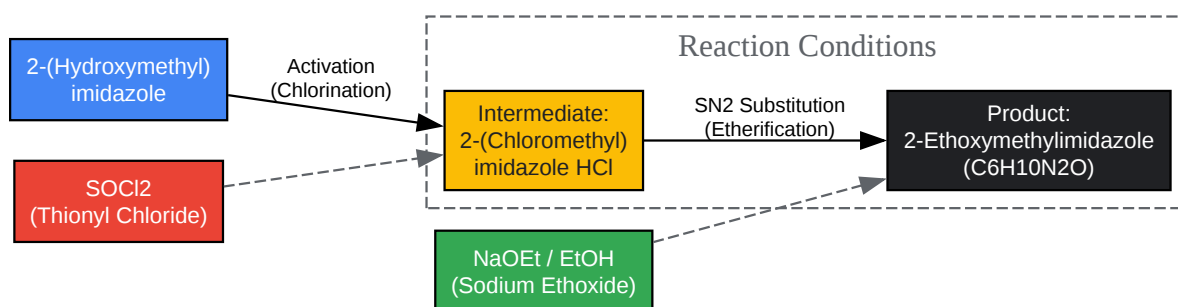 Reaction Conditions
2-(Hydroxymethyl)
imidazole
Activation
(Chlorination)
Intermediate:
2-(Chloromethyl)
imidazole HCl
SN2 Substitution
(Etherification)
Product:
2-Ethoxymethylimidazole
(C6H10N2O)
SOCl2
(Thionyl Chloride)
NaOEt / EtOH
(Sodium Ethoxide)